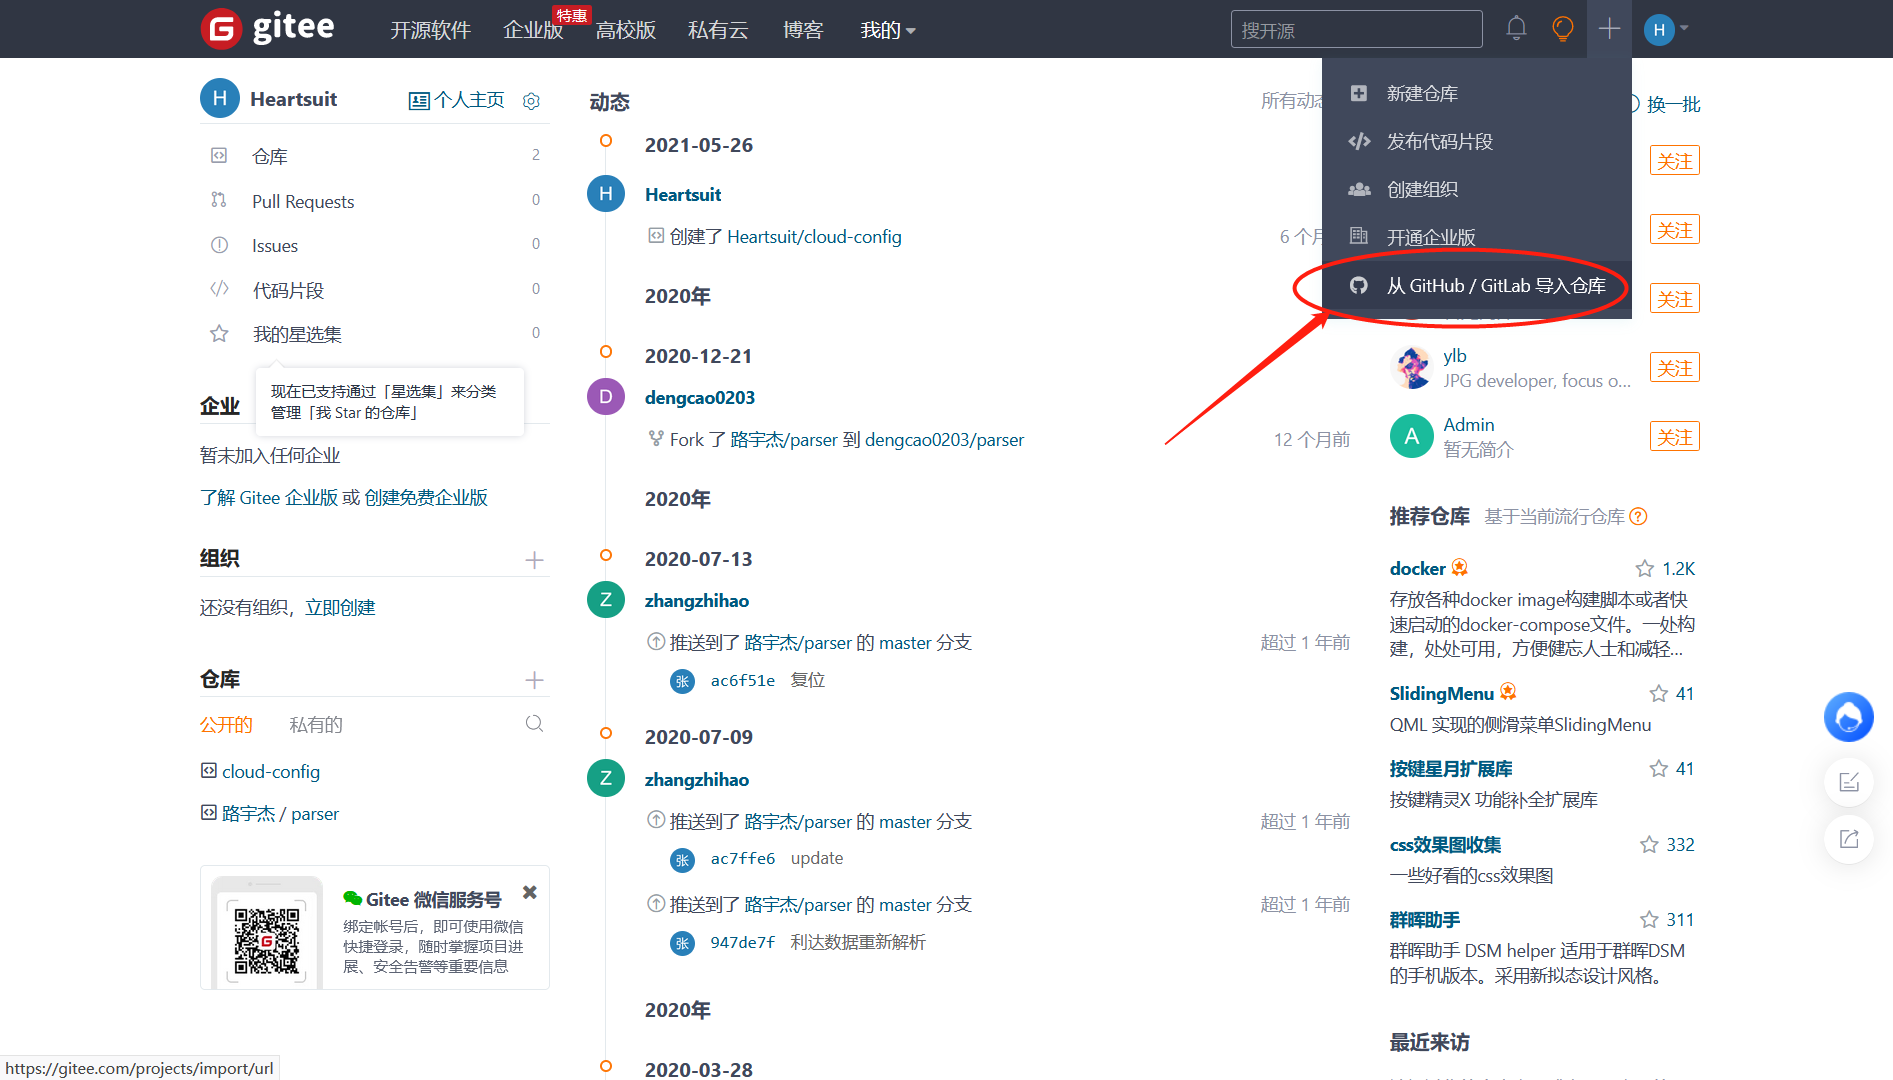 gitee
开源软件
企业版
特惠
高校版
私有云
博客
我的
搜开源
H
H
Heartsuit
个人主页
仓库 2
Pull Requests 0
Issues 0
代码片段 0
我的星选集 0
现在已支持通过「星选集」来分类
管理「我 Star 的仓库」
企业
暂未加入任何企业
了解 Gitee 企业版 或 创建免费企业版
组织
还没有组织，立即创建
仓库
公开的 私有的
cloud-config
路宇杰 / parser
Gitee 微信服务号
绑定帐号后，即可使用微信
快捷登录，随时掌握项目进
展、安全告警等重要信息
https://gitee.com/projects/import/url
动态
所有动态
2021-05-26
H
Heartsuit
创建了 Heartsuit/cloud-config
6 个月
2020年
2020-12-21
D
dengcao0203
Fork 了 路宇杰/parser 到 dengcao0203/parser
12 个月前
2020年
2020-07-13
Z
zhangzhihao
推送到了 路宇杰/parser 的 master 分支
超过 1 年前
张 ac6f51e 复位
2020-07-09
Z
zhangzhihao
推送到了 路宇杰/parser 的 master 分支
超过 1 年前
张 ac7ffe6 update
推送到了 路宇杰/parser 的 master 分支
超过 1 年前
张 947de7f 利达数据重新解析
2020年
2020-03-28
新建仓库
发布代码片段
创建组织
开通企业版
从 GitHub / GitLab 导入仓库
换一批
关注
关注
关注
ylb
JPG developer, focus o...
关注
A
Admin
暂无简介
关注
推荐仓库 基于当前流行仓库
docker 1.2K
存放各种docker image构建脚本或者快
速启动的docker-compose文件。一处构
建，处处可用，方便健忘人士和减轻...
SlidingMenu 41
QML 实现的侧滑菜单SlidingMenu
按键星月扩展库 41
按键精灵X 功能补全扩展库
css效果图收集 332
一些好看的css效果图
群晖助手 311
群晖助手 DSM helper 适用于群晖DSM
的手机版本。采用新拟态设计风格。
最近来访